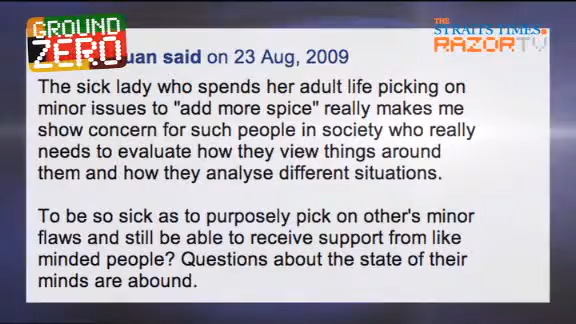 GROUND
ZERO
THE
STRAITS TIMES
RAZORTV
uan said on 23 Aug, 2009
The sick lady who spends her adult life picking on
minor issues to "add more spice" really makes me
show concern for such people in society who really
needs to evaluate how they view things around
them and how they analyse different situations.
To be so sick as to purposely pick on other's minor
flaws and still be able to receive support from like
minded people? Questions about the state of their
minds are abound.